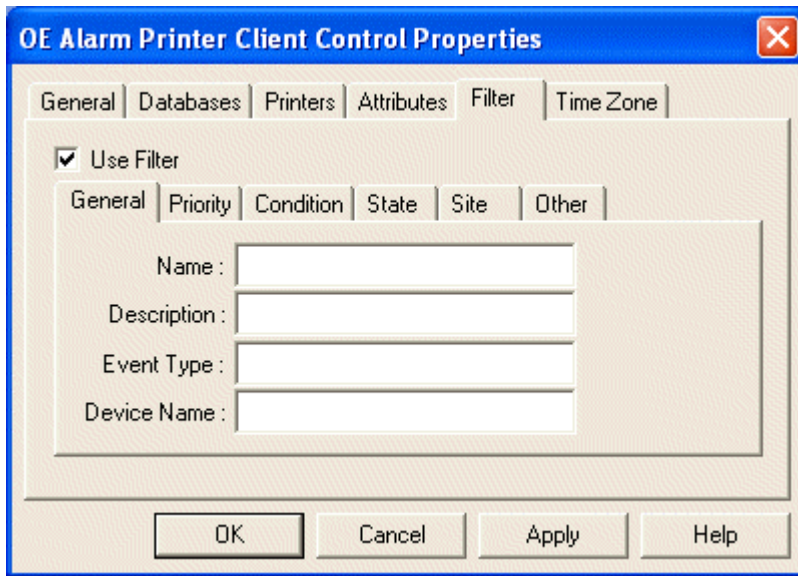 OE Alarm Printer Client Control Properties
General Databases Printers Attributes Filter Time Zone
Use Filter
General Priority Condition State Site Other
Name :
Description :
Event Type :
Device Name :
OK Cancel Apply Help